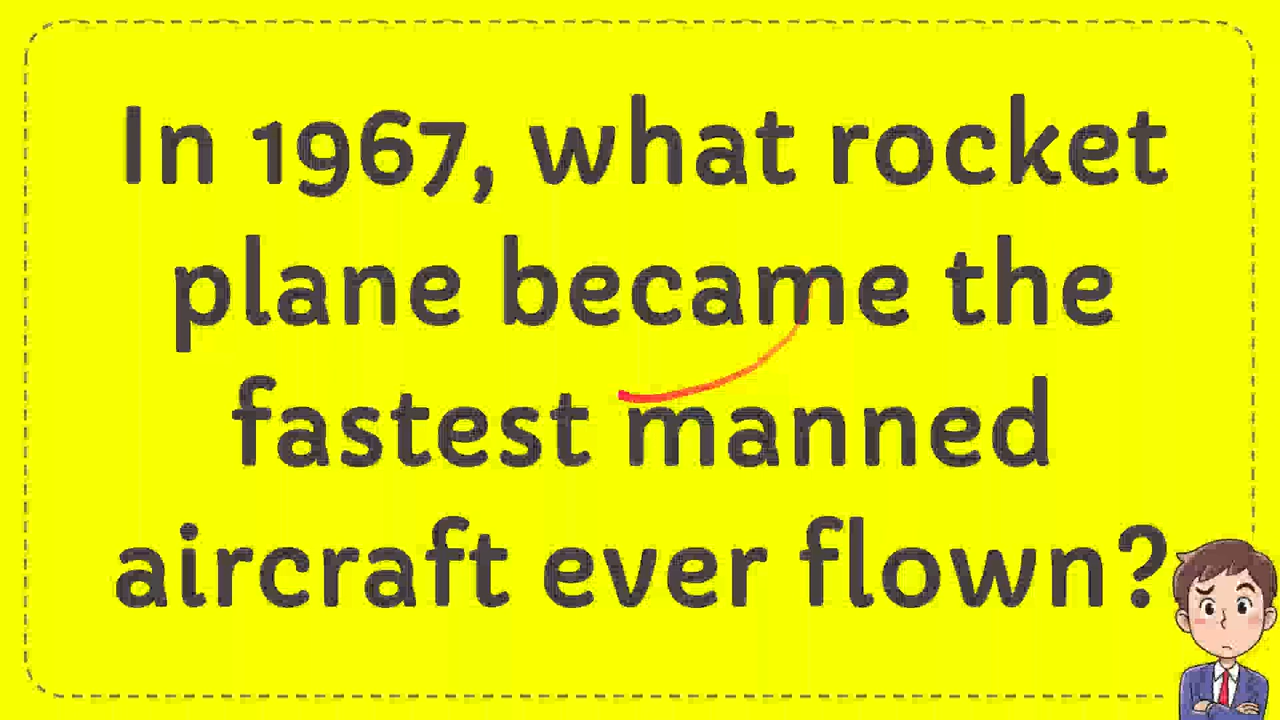 In 1967, what rocket
plane became the
fastest manned
aircraft ever flown?